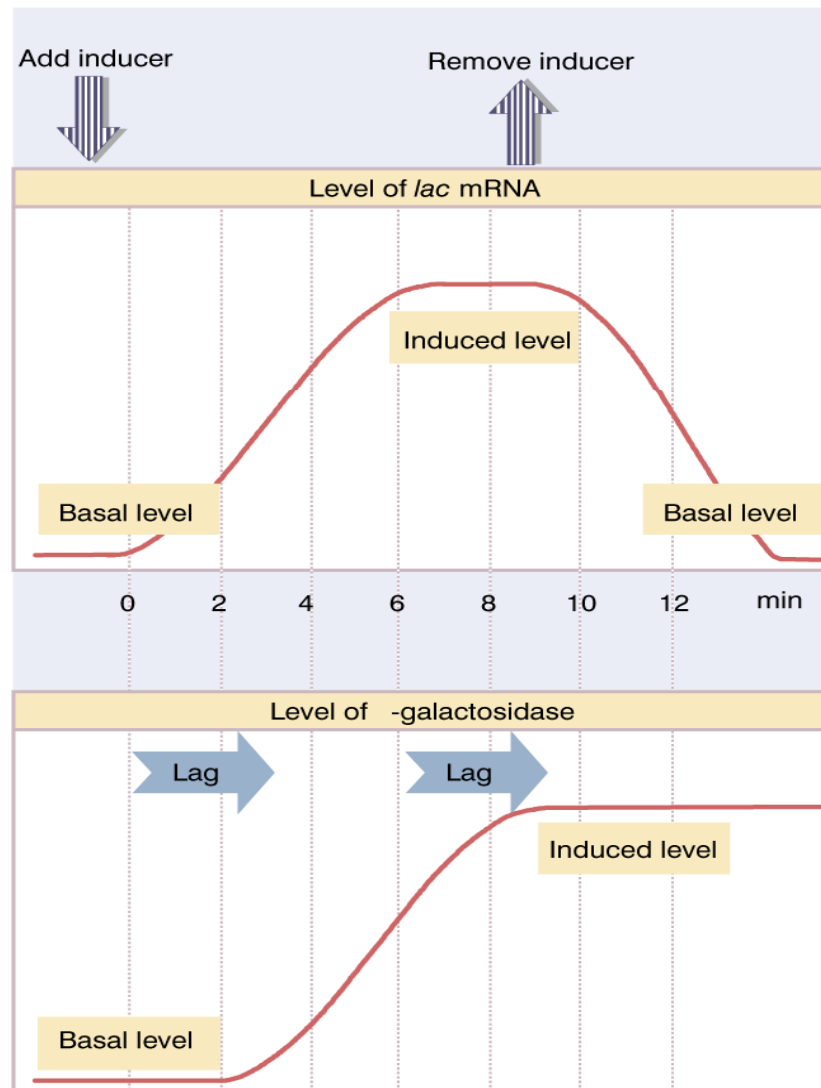 Add inducer
Remove inducer
Level of lac mRNA
Induced level
Basal level
Basal level
0 2 4 6 8 10 12 min
Level of -galactosidase
Lag
Lag
Induced level
Basal level